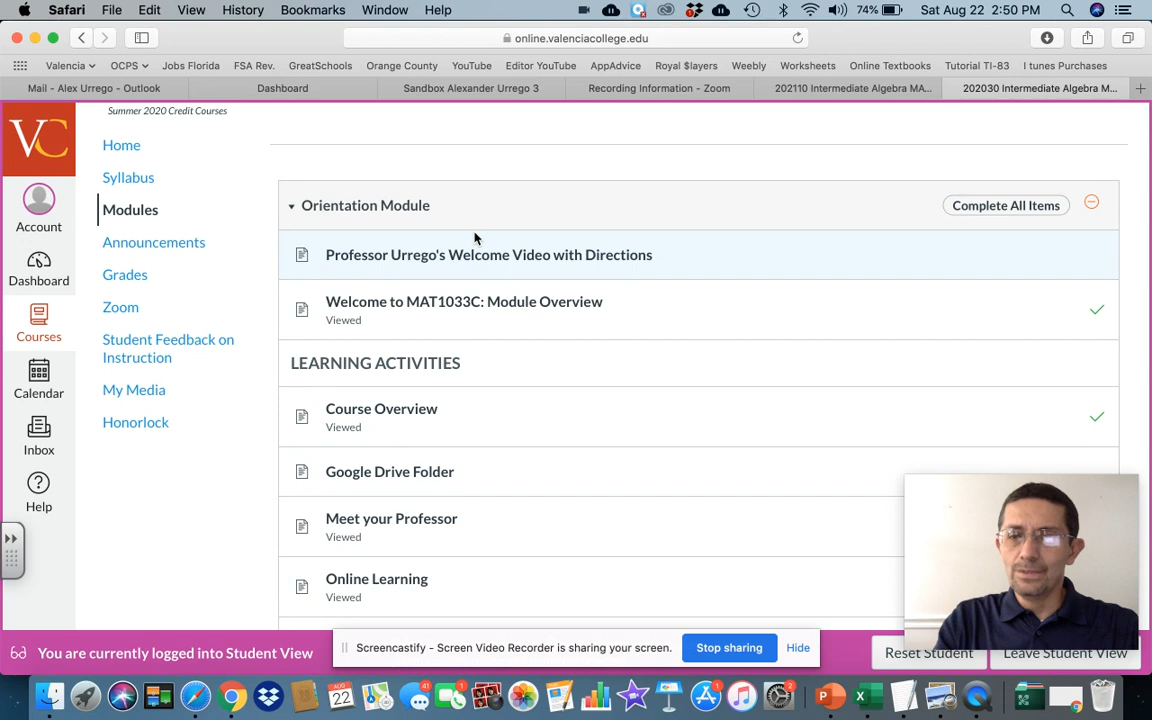 Safari File Edit View History Bookmarks Window Help 74% Sat Aug 22 2:50 PM
online.valenciacollege.edu
Valencia OCPS Jobs Florida FSA Rev. GreatSchools Orange County YouTube Editor YouTube AppAdvice Royal $layers Weebly Worksheets Online Textbooks Tutorial TI-83 I tunes Purchases
Mail - Alex Urrego - Outlook Dashboard Sandbox Alexander Urrego 3 Recording Information - Zoom 202110 Intermediate Algebra MA... 202030 Intermediate Algebra M...
VC
Account
Dashboard
Courses
Calendar
Inbox
Help
Summer 2020 Credit Courses
Home
Syllabus
Modules
Announcements
Grades
Zoom
Student Feedback on
Instruction
My Media
Honorlock
Orientation Module Complete All Items
Professor Urrego's Welcome Video with Directions
Welcome to MAT1033C: Module Overview
Viewed
LEARNING ACTIVITIES
Course Overview
Viewed
Google Drive Folder
Meet your Professor
Viewed
Online Learning
Viewed
You are currently logged into Student View
Screencastify - Screen Video Recorder is sharing your screen. Stop sharing Hide
Reset Student Leave Student View
41 1 AUG 22 1 2